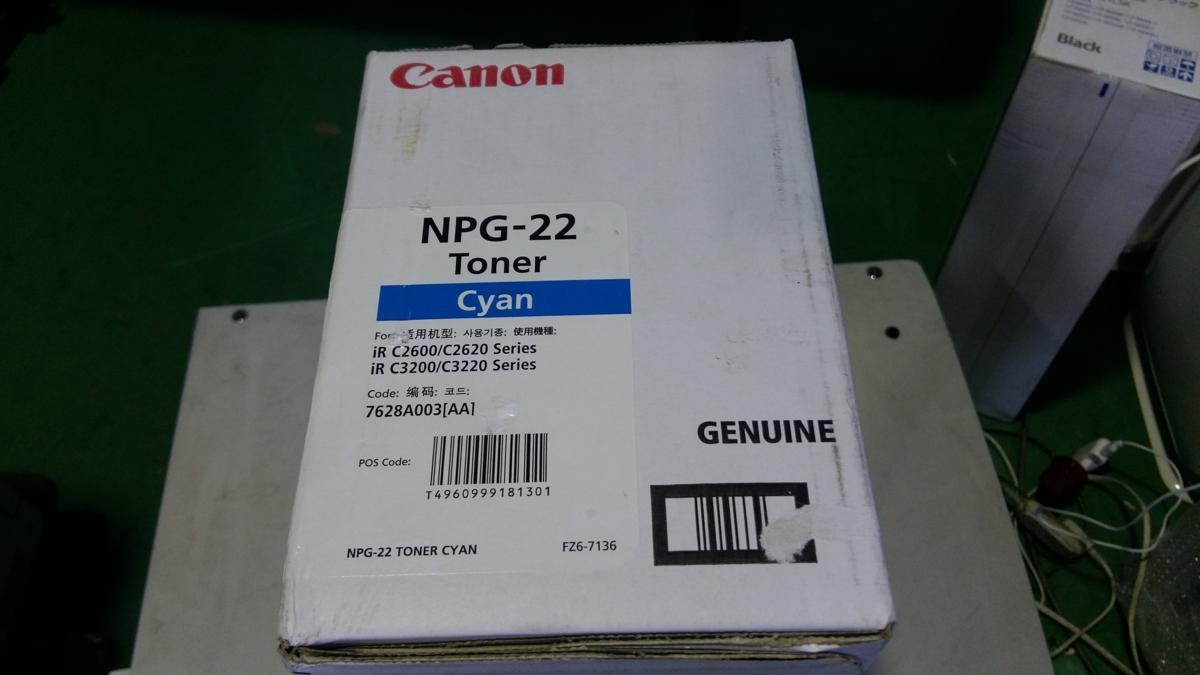 Canon
NPG-22
Toner
Cyan
For 适用机型: 사용기종: 使用機種:
iR C2600/C2620 Series
iR C3200/C3220 Series
Code: 编码: 코드:
7628A003[AA]
POS Code:
T4960999181301
NPG-22 TONER CYAN
FZ6-7136
GENUINE
Black